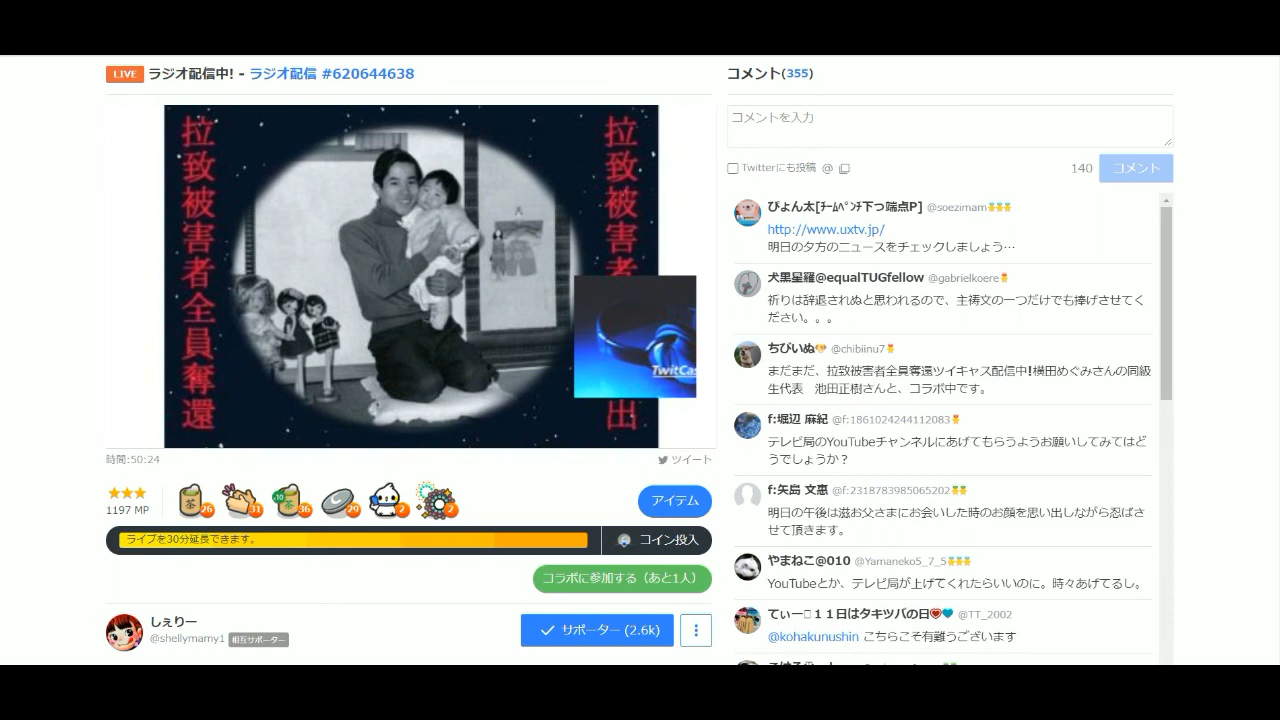 LIVE ラジオ配信中! - ラジオ配信 #620644638
拉致被害者全員奪還
拉致被害者
出
TwitCas
時間:50:24
ツイート
1197 MP
26
31
+10
36
29
2
2
アイテム
ライブを30分延長できます。
コイン投入
コラボに参加する（あと1人）
しぇりー
@shellymamy1 相互サポーター
サポーター (2.6k)
コメント(355)
コメントを入力
Twitterにも投稿 @
140
コメント
ぴょん太[ﾁｰﾑﾍﾟﾝﾁ下っ端点P] @soezimam
http://www.uxtv.jp/
明日の夕方のニュースをチェックしましょう…
犬黒星羅@equalTUGfellow @gabrielkoere
祈りは辞退されぬと思われるので、主祷文の一つだけでも捧げさせてく
ださい。。。
ちびいぬ @chibiinu7
まだまだ、拉致被害者全員奪還ツイキャス配信中!横田めぐみさんの同級
生代表　池田正樹さんと、コラボ中です。
f:堀辺 麻紀 @f:1861024244112083
テレビ局のYouTubeチャンネルにあげてもらうようお願いしてみてはど
うでしょうか？
f:矢島 文惠 @f:2318783985065202
明日の午後は滋お父さまにお会いした時のお顔を思い出しながら忍ばさ
せて頂きます。
やまねこ@010 @Yamaneko5_7_5
YouTubeとか、テレビ局が上げてくれたらいいのに。時々あげてるし。
てぃー 1 1 日はタキツバの日 @TT_2002
@kohakunushin こちらこそ有難うございます